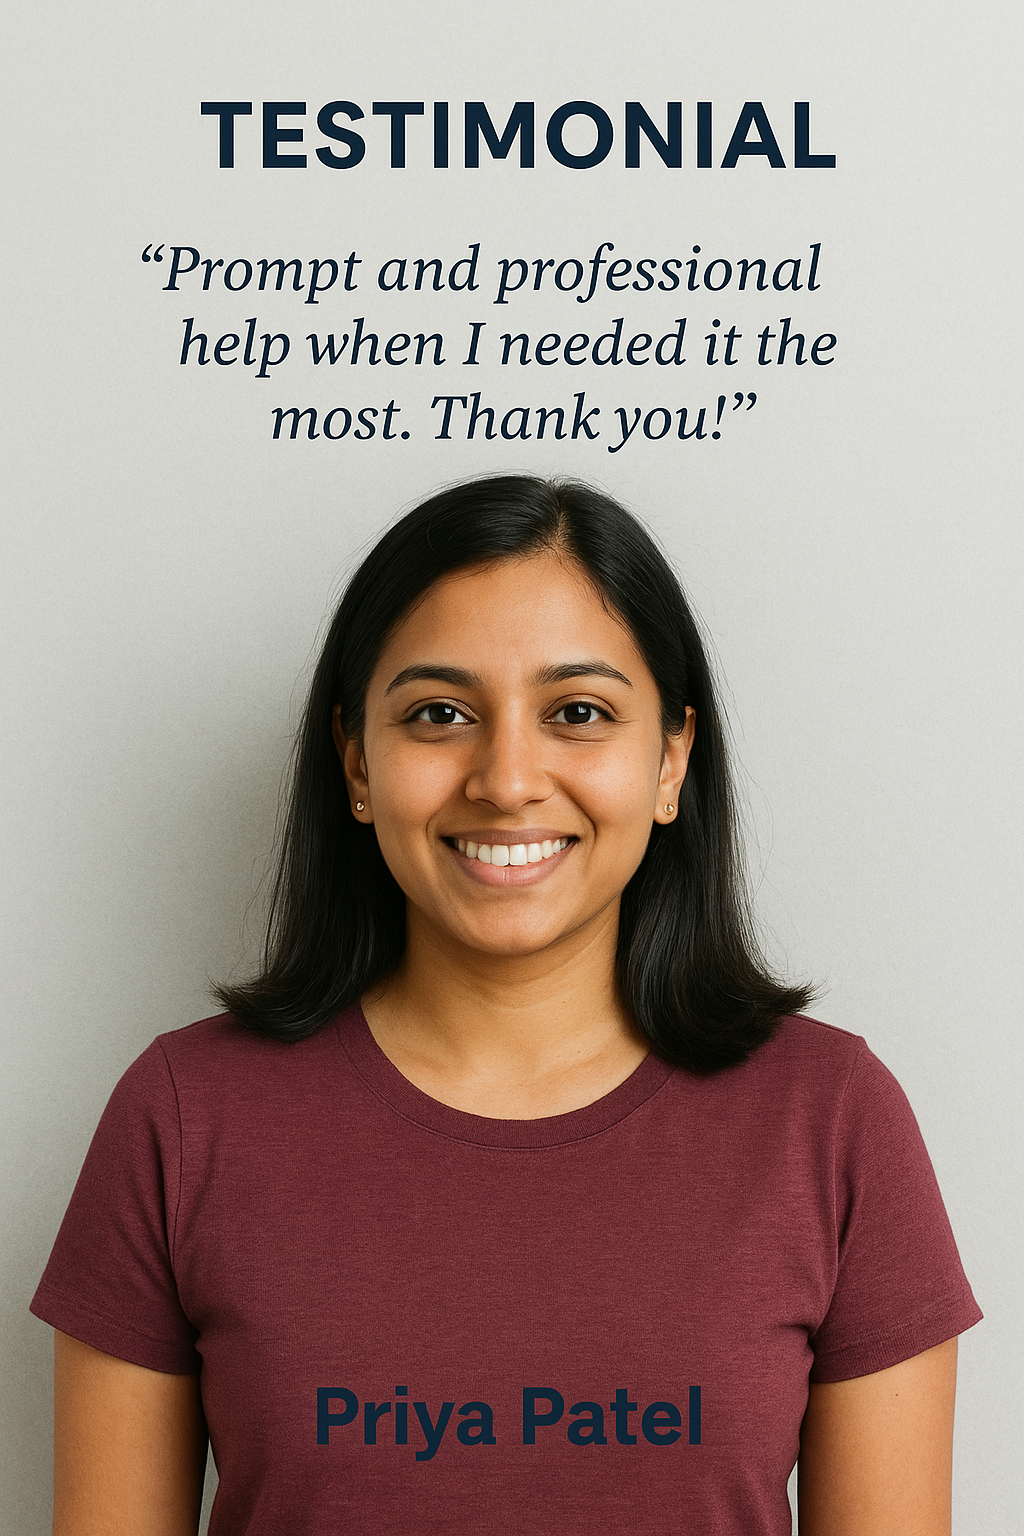 TESTIMONIAL
“Prompt and professional
help when I needed it the
most. Thank you!”
Priya Patel